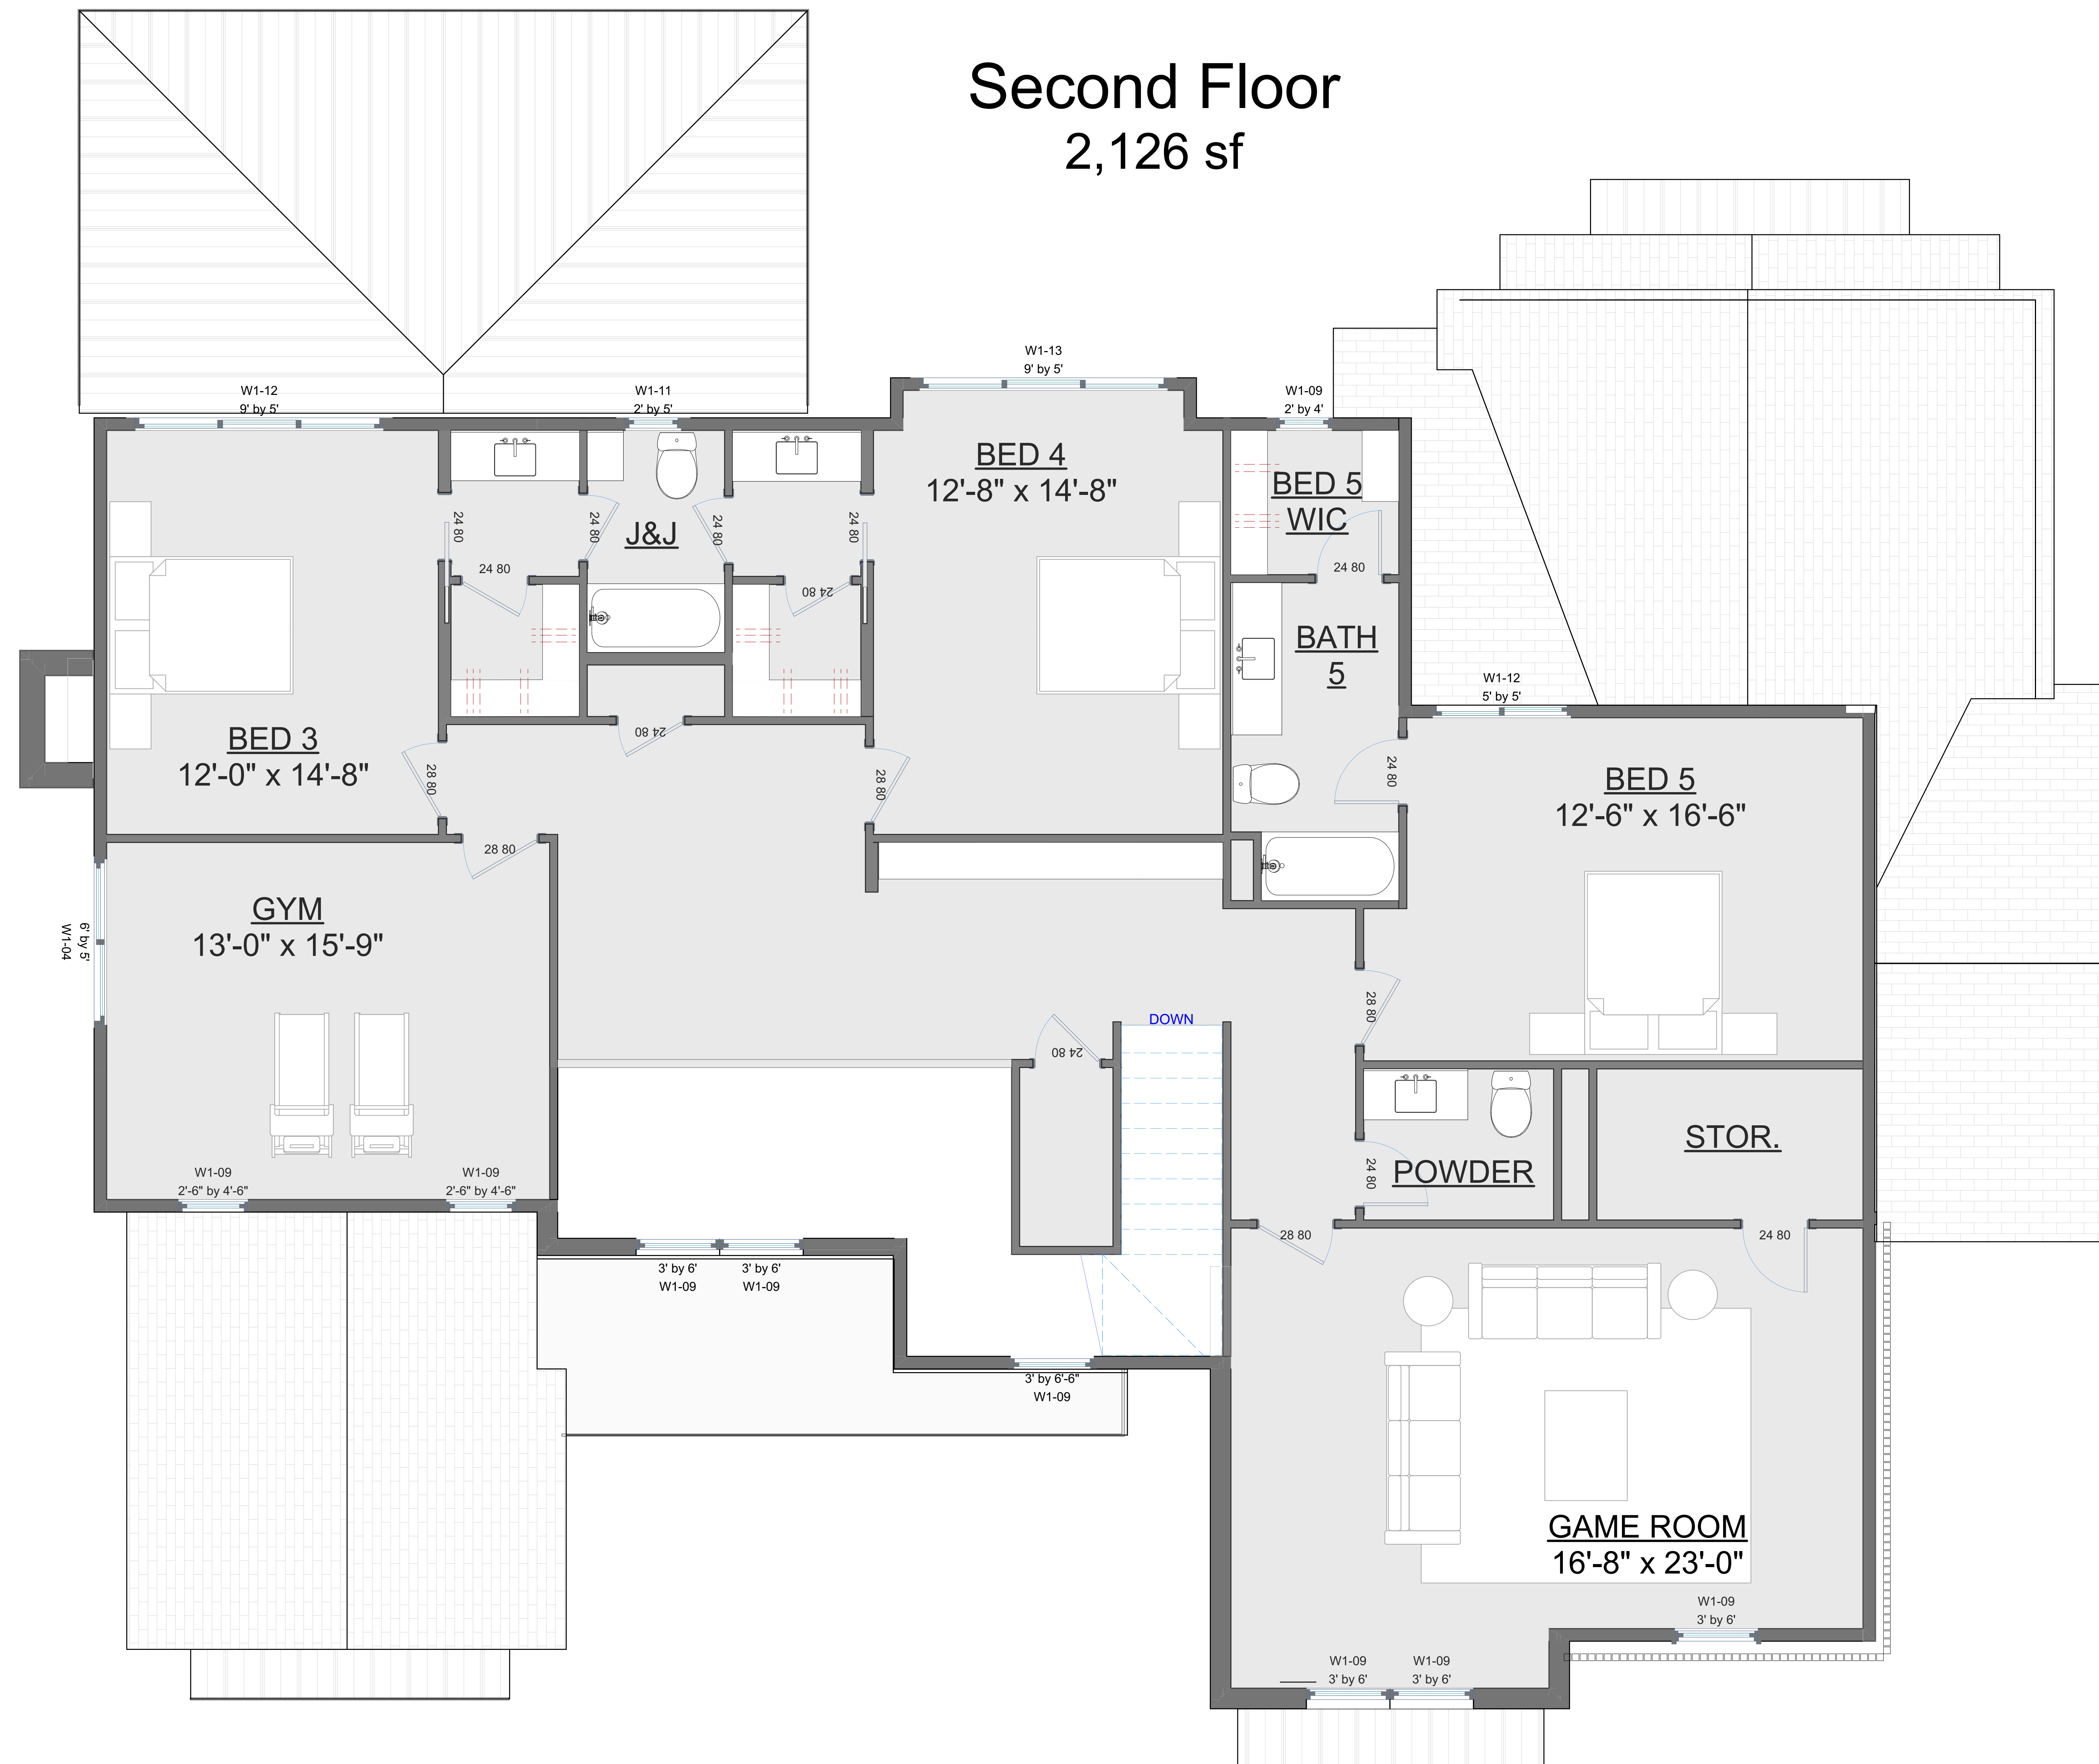 Second Floor
2,126 sf
W1-12
9' by 5'
W1-11
2' by 5'
W1-13
9' by 5'
W1-09
2' by 4'
BED 4
12'-8" x 14'-8"
BED 5
WIC
24 80
24 80
J&J
24 80
24 80
24 80
24 80
24 80
BATH
5
W1-12
5' by 5'
BED 3
12'-0" x 14'-8"
24 80
28 80
28 80
24 80
BED 5
12'-6" x 16'-6"
28 80
GYM
13'-0" x 15'-9"
6' by 5'
W1-04
28 80
DOWN
24 80
STOR.
POWDER
24 80
W1-09
2'-6" by 4'-6"
W1-09
2'-6" by 4'-6"
28 80
24 80
3' by 6'
W1-09
3' by 6'
W1-09
3' by 6'-6"
W1-09
GAME ROOM
16'-8" x 23'-0"
W1-09
3' by 6'
W1-09
3' by 6'
W1-09
3' by 6'